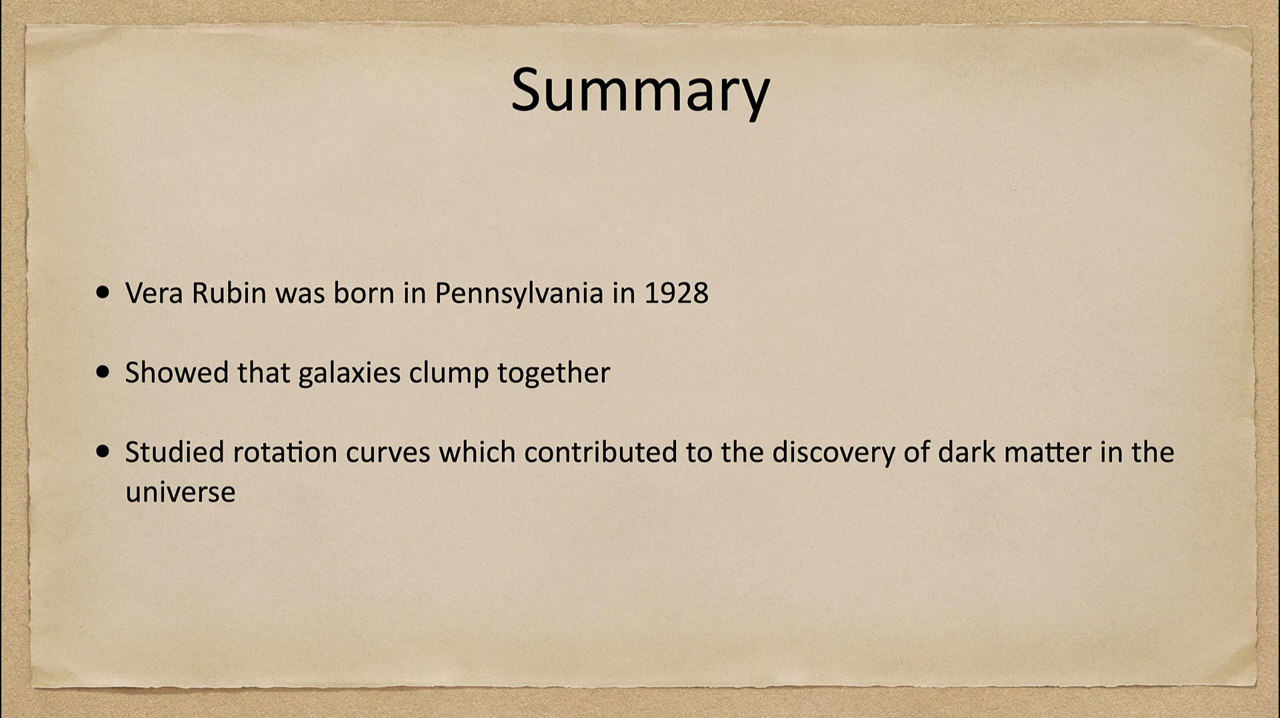 Summary
• Vera Rubin was born in Pennsylvania in 1928
• Showed that galaxies clump together
• Studied rotation curves which contributed to the discovery of dark matter in the
universe